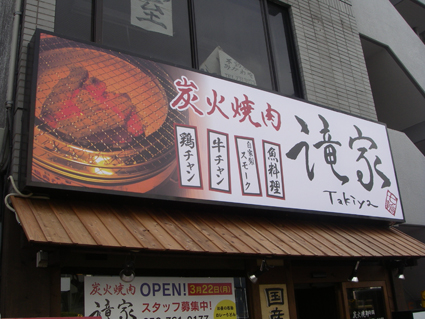 炭火焼肉
鶏チャン
牛チャン
自家製スモーク
魚料理
滝家
Takiya
炭火焼肉
OPEN!
3月22日(月)
滝家
スタッフ募集中!
国産